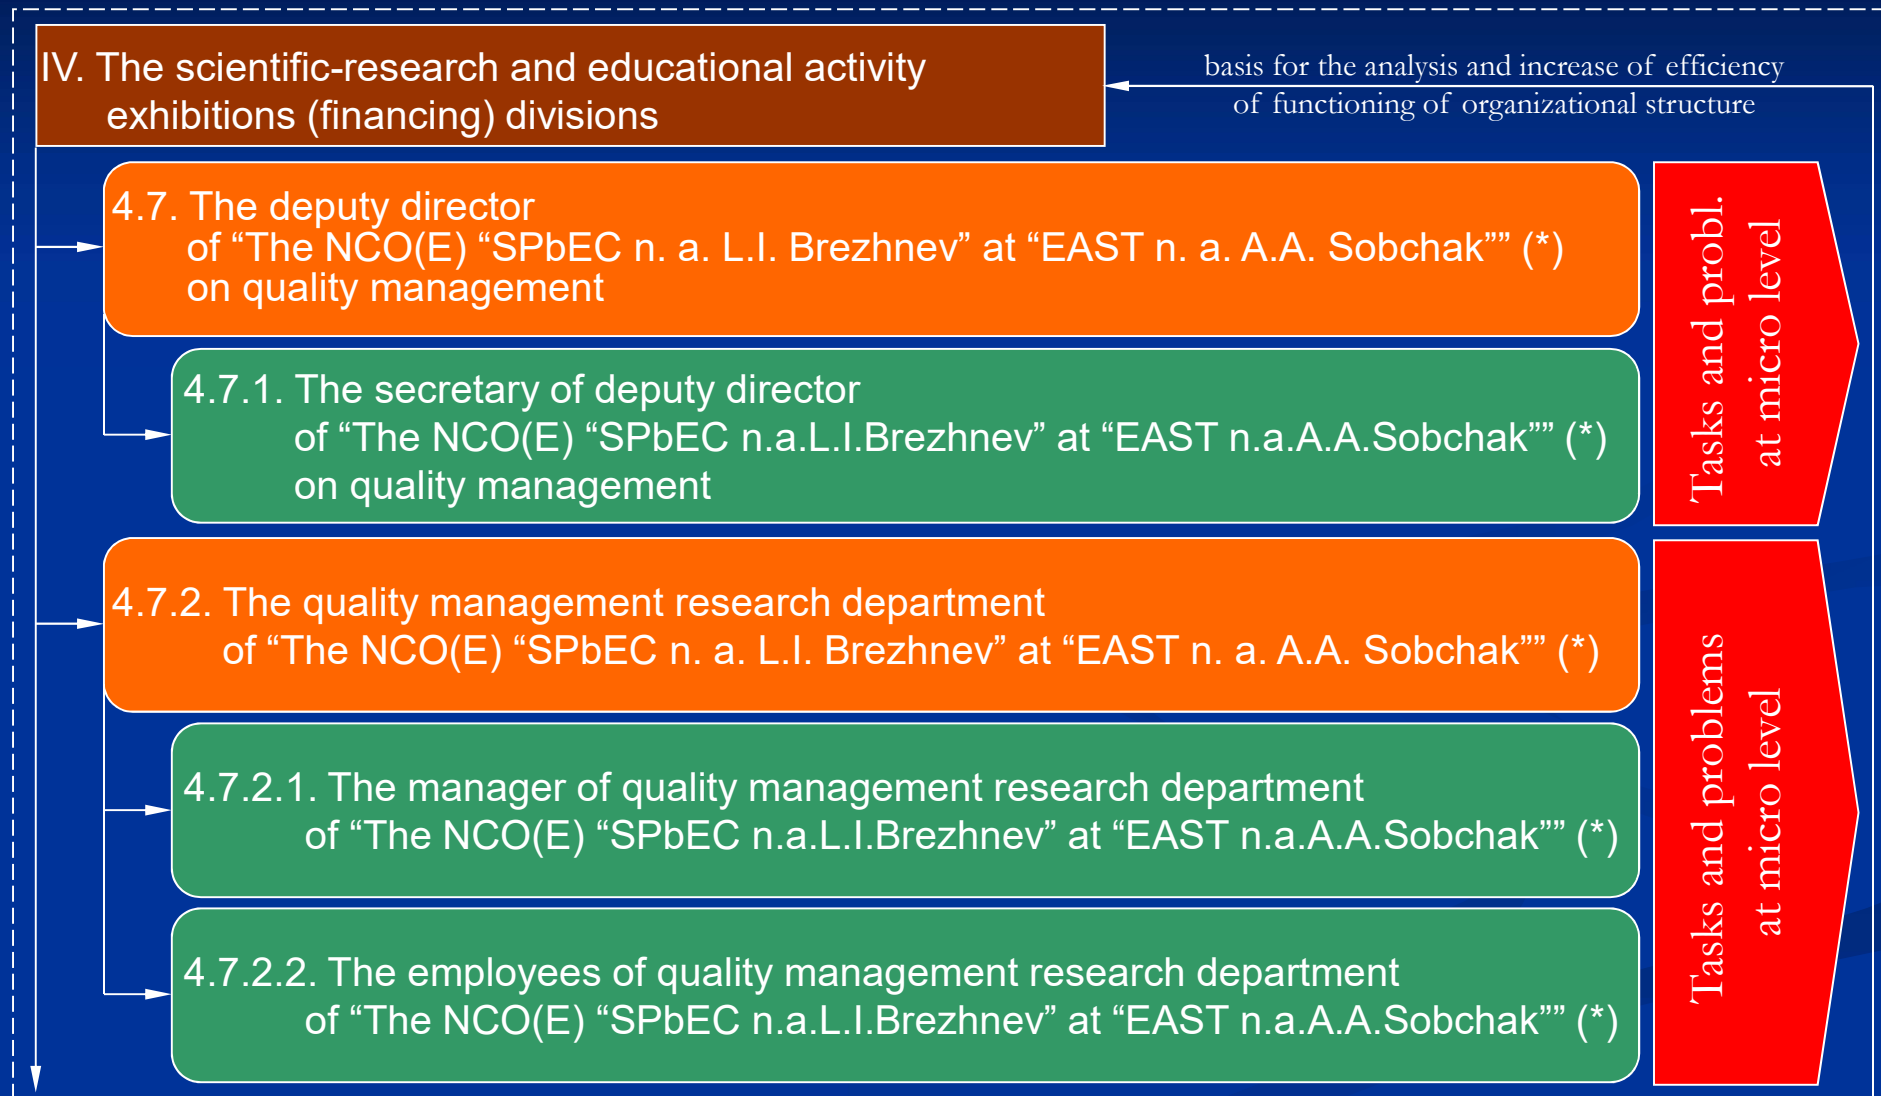 IV. The scientific-research and educational activity
exhibitions (financing) divisions
basis for the analysis and increase of efficiency
of functioning of organizational structure
4.7. The deputy director
of “The NCO(E) “SPbEC n. a. L.I. Brezhnev” at “EAST n. a. A.A. Sobchak”” (*)
on quality management
4.7.1. The secretary of deputy director
of “The NCO(E) “SPbEC n.a.L.I.Brezhnev” at “EAST n.a.A.A.Sobchak”” (*)
on quality management
Tasks and probl.
at micro level
4.7.2. The quality management research department
of “The NCO(E) “SPbEC n. a. L.I. Brezhnev” at “EAST n. a. A.A. Sobchak”” (*)
4.7.2.1. The manager of quality management research department
of “The NCO(E) “SPbEC n.a.L.I.Brezhnev” at “EAST n.a.A.A.Sobchak”” (*)
4.7.2.2. The employees of quality management research department
of “The NCO(E) “SPbEC n.a.L.I.Brezhnev” at “EAST n.a.A.A.Sobchak”” (*)
Tasks and problems
at micro level